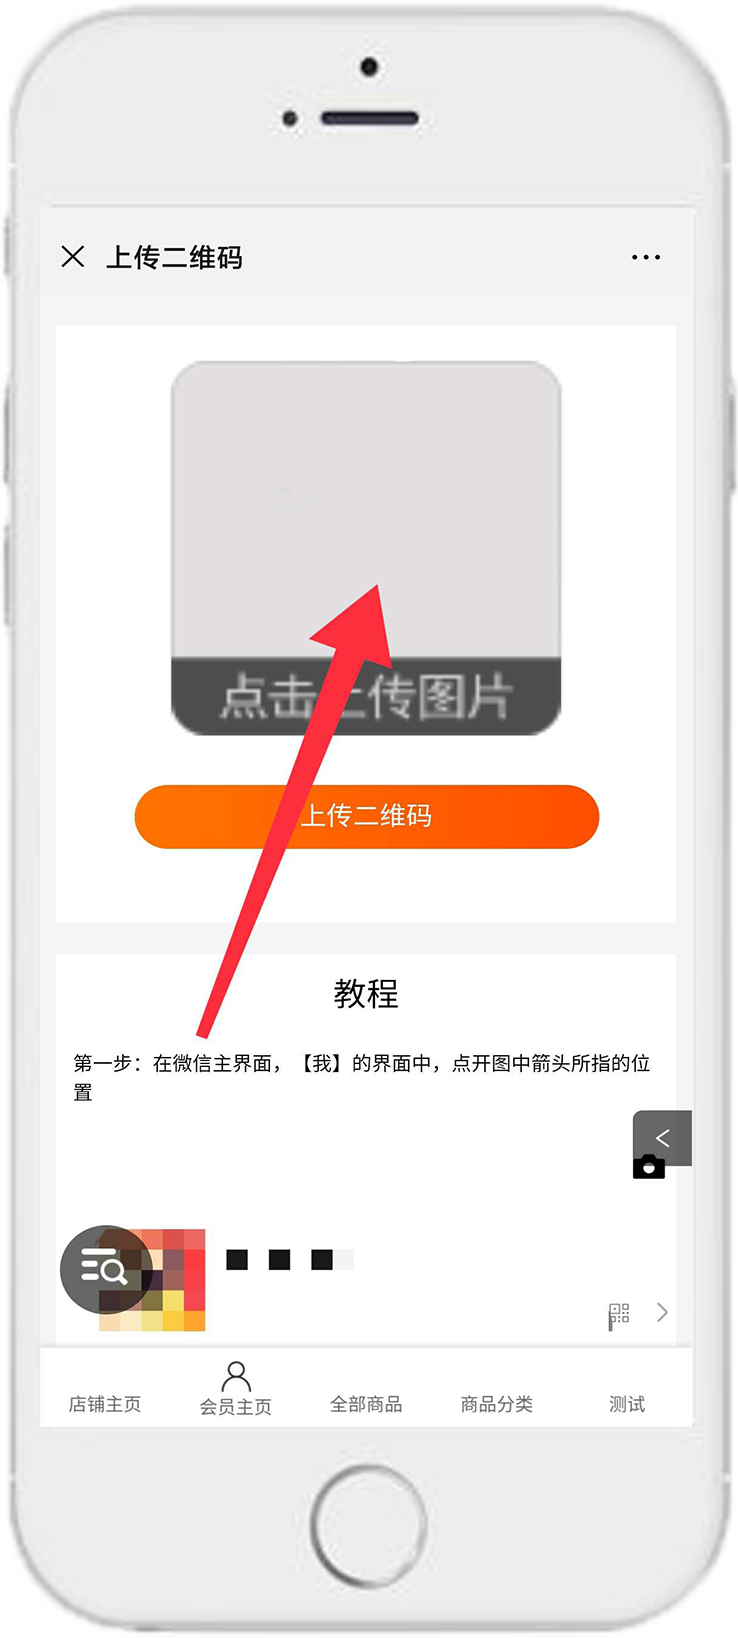 上传二维码
点击上传图片
上传二维码
教程
第一步：在微信主界面，【我】的界面中，点开图中箭头所指的位
置
店铺主页
会员主页
全部商品
商品分类
测试